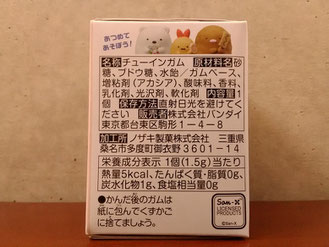 あつめて
あそぼう!
名称チューインガム 原材料名砂
糖、ブドウ糖、水飴/ガムベース、
増粘剤(アカシア)、酸味料、香料、
乳化剤、光沢剤、軟化剤 内容量1
個 保存方法直射日光を避けてく
ださい 販売者株式会社バンダイ
東京都台東区駒形1-4-8
加工所ノザキ製菓株式会社 三重県
桑名市多度町御衣野3601-14
栄養成分表示 1個(1.5g)当たり
熱量5kcal、たんぱく質・脂質0g、
炭水化物1g、食塩相当量0g
●かんだ後のガムは
紙に包んでくずかご
に捨てましょう。
San-X
LICENSED
PRODUCTS
©San-X